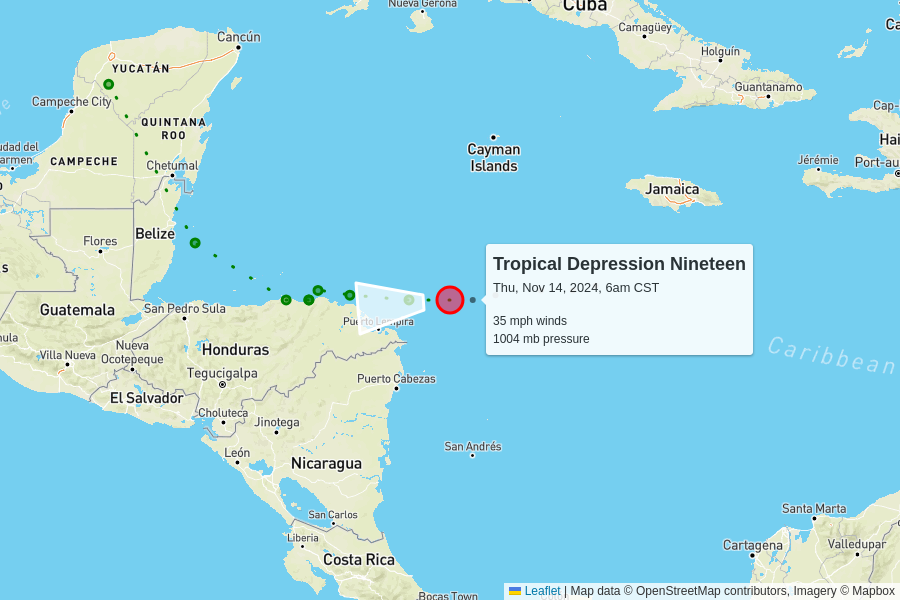 Nueva Gerona
Cuba
Camagüey
Cancún
Holguín
YUCATÁN
Guantanamo
Campeche City
Cap-
QUINTANA
ROO
Cayman
Islands
udad del
armen
CAMPECHE
Chetumal
Jérémie
Hai
Port-au
Jamaica
Belize
Flores
Tropical Depression Nineteen
Thu, Nov 14, 2024, 6am CST
35 mph winds
1004 mb pressure
Guatemala
San Pedro Sula
Puerto Lempira
nula
Nueva
Ocotepeque
Villa Nueva
Honduras
Tegucigalpa
Caribbean
El Salvador
Puerto Cabezas
Choluteca
Jinotega
León
Nicaragua
San Andrés
San Carlos
Liberia
Costa Rica
Santa Marta
Cartagena
Valledupar
Bocas Town
Leaflet | Map data © OpenStreetMap contributors, Imagery © Mapbox